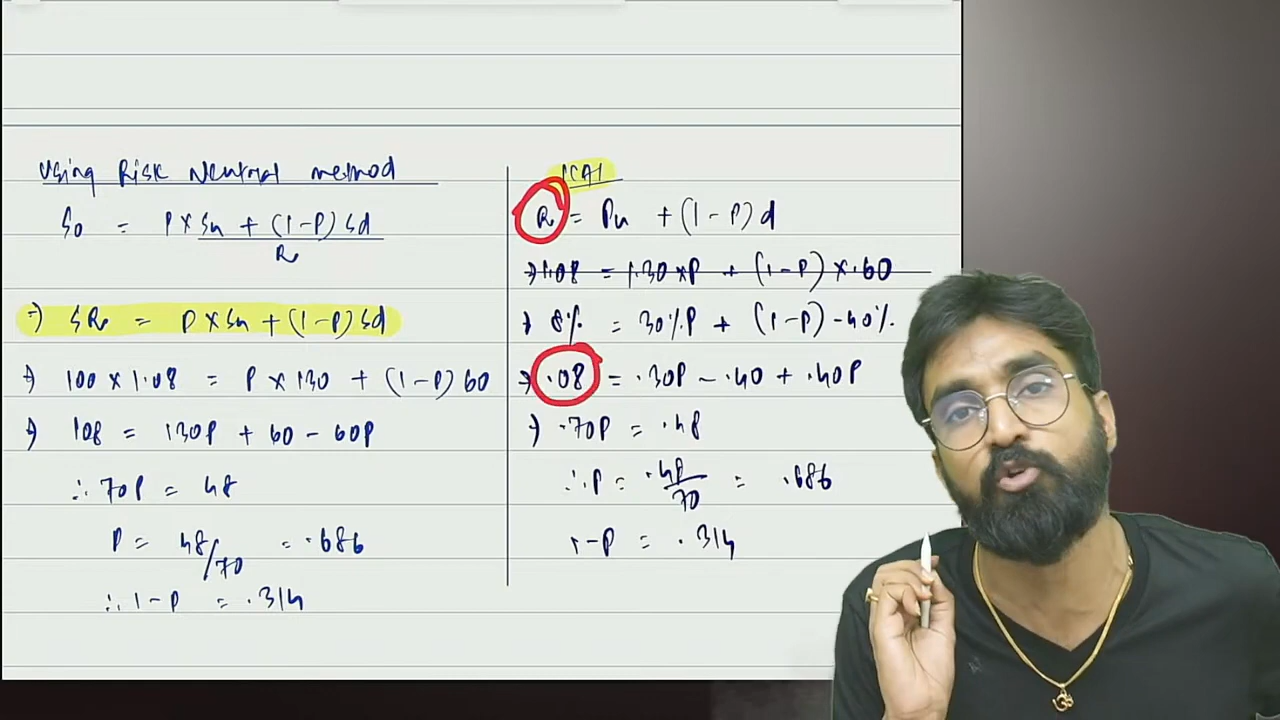 Using Risk Neutral method
S₀ = P × Su + (1-P) Sd
R
⇒ SR = P × Su + (1-P) Sd
⇒ 100 × 1.08 = P × 130 + (1-P) 60
⇒ 108 = 130P + 60 - 60P
∴ 70P = 48
P = 48/70 = .686
∴ 1-P = .314
ICAI
R = Pu + (1-P)d
⇒ 1.08 = 1.30 × P + (1-P) × .60
⇒ 8% = 30%P + (1-P) -40%
⇒ .08 = .30P - .40 + .40P
⇒ .70P = .48
∴ P = .48/70 = .686
1-P = .314